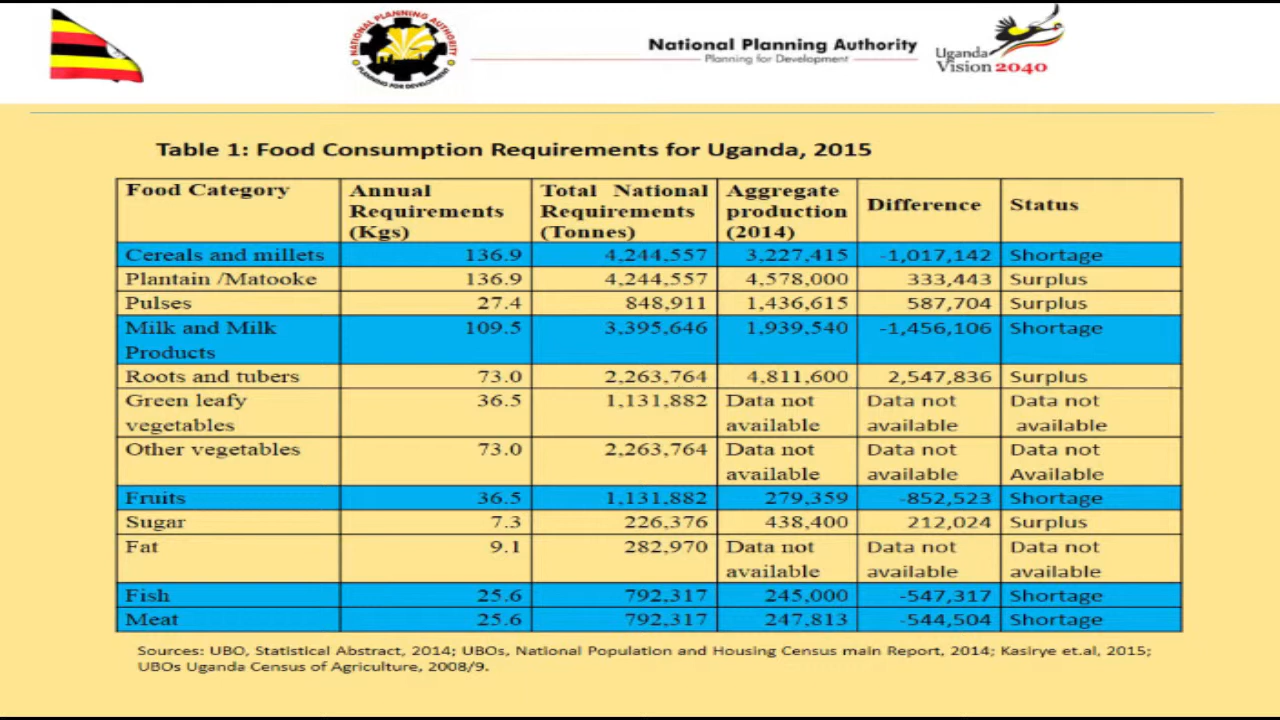 NATIONAL PLANNING AUTHORITY
PLANNING FOR DEVELOPMENT
National Planning Authority
Planning for Development
Uganda
Vision 2040
Table 1: Food Consumption Requirements for Uganda, 2015
Food Category Annual Requirements (Kgs) Total National Requirements (Tonnes) Aggregate production (2014) Difference Status
Cereals and millets 136.9 4,244,557 3,227,415 -1,017,142 Shortage
Plantain /Matooke 136.9 4,244,557 4,578,000 333,443 Surplus
Pulses 27.4 848,911 1,436,615 587,704 Surplus
Milk and Milk Products 109.5 3,395,646 1,939,540 -1,456,106 Shortage
Roots and tubers 73.0 2,263,764 4,811,600 2,547,836 Surplus
Green leafy vegetables 36.5 1,131,882 Data not available Data not available Data not available
Other vegetables 73.0 2,263,764 Data not available Data not available Data not Available
Fruits 36.5 1,131,882 279,359 -852,523 Shortage
Sugar 7.3 226,376 438,400 212,024 Surplus
Fat 9.1 282,970 Data not available Data not available Data not available
Fish 25.6 792,317 245,000 -547,317 Shortage
Meat 25.6 792,317 247,813 -544,504 Shortage
Sources: UBO, Statistical Abstract, 2014; UBOs, National Population and Housing Census main Report, 2014; Kasirye et.al, 2015;
UBOs Uganda Census of Agriculture, 2008/9.